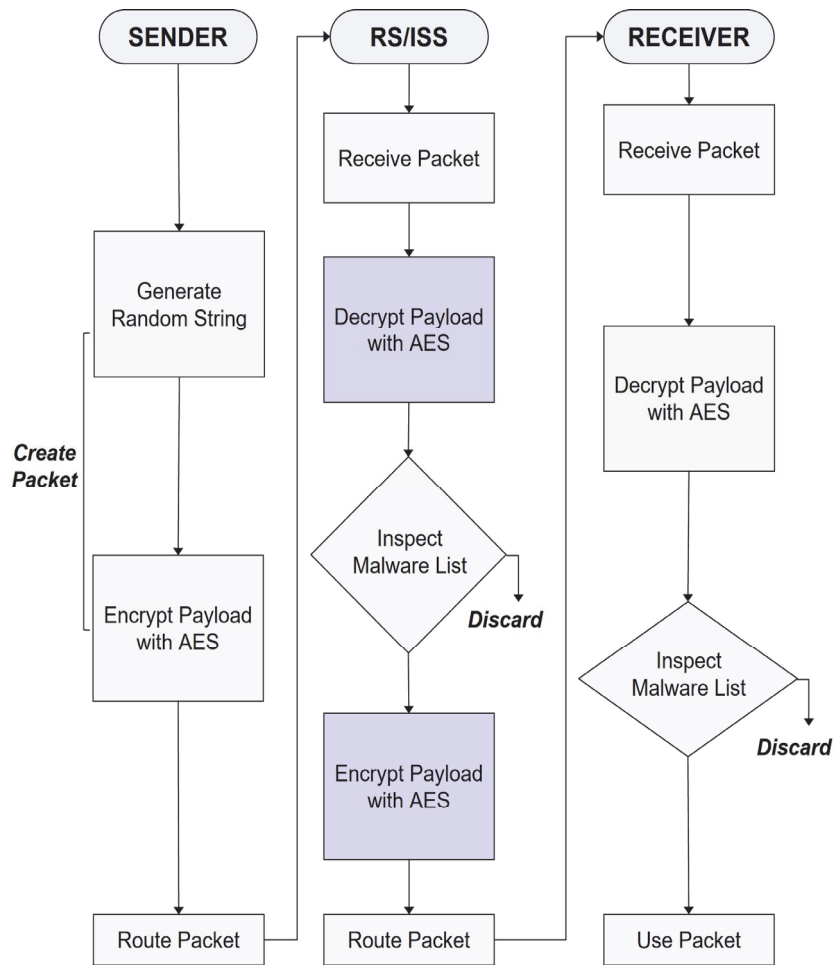 SENDER
Generate
Random String
Create
Packet
Encrypt Payload
with AES
Route Packet
RS/ISS
Receive Packet
Decrypt Payload
with AES
Inspect
Malware List
Discard
Encrypt Payload
with AES
Route Packet
RECEIVER
Receive Packet
Decrypt Payload
with AES
Inspect
Malware List
Discard
Use Packet